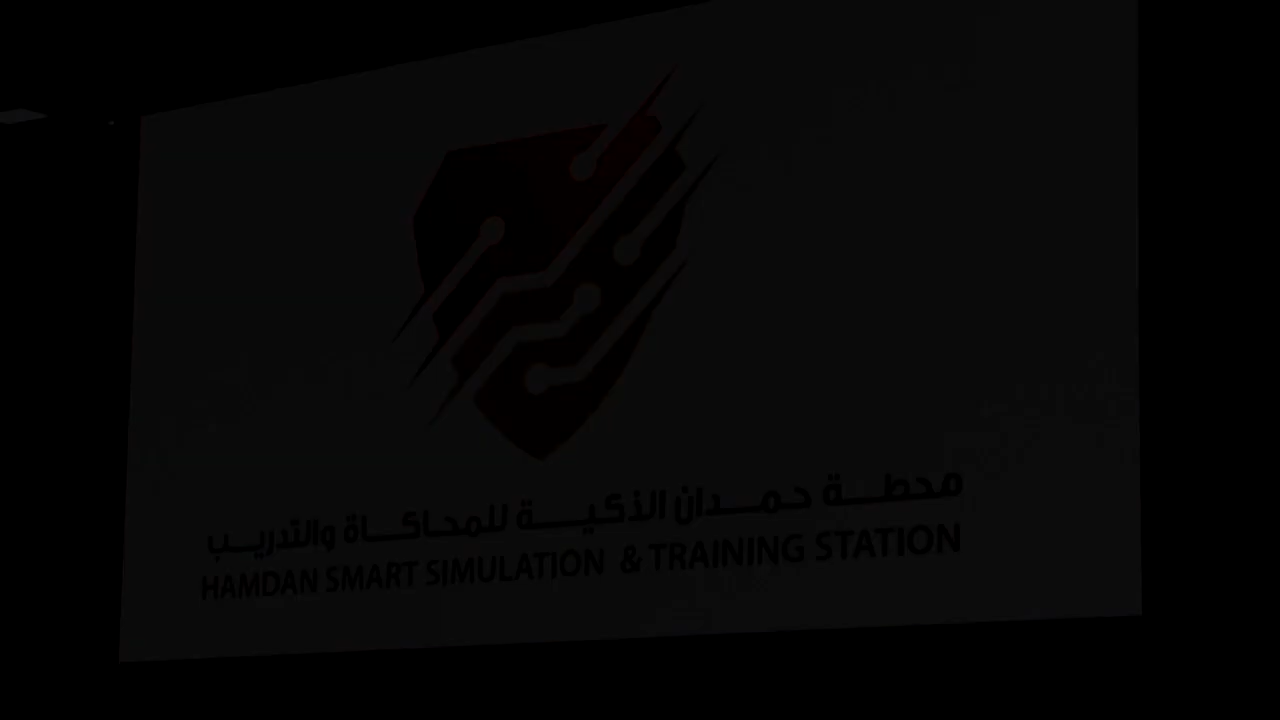 محطة حمدان الذكية للمحاكاة والتدريب
HAMDAN SMART SIMULATION & TRAINING STATION